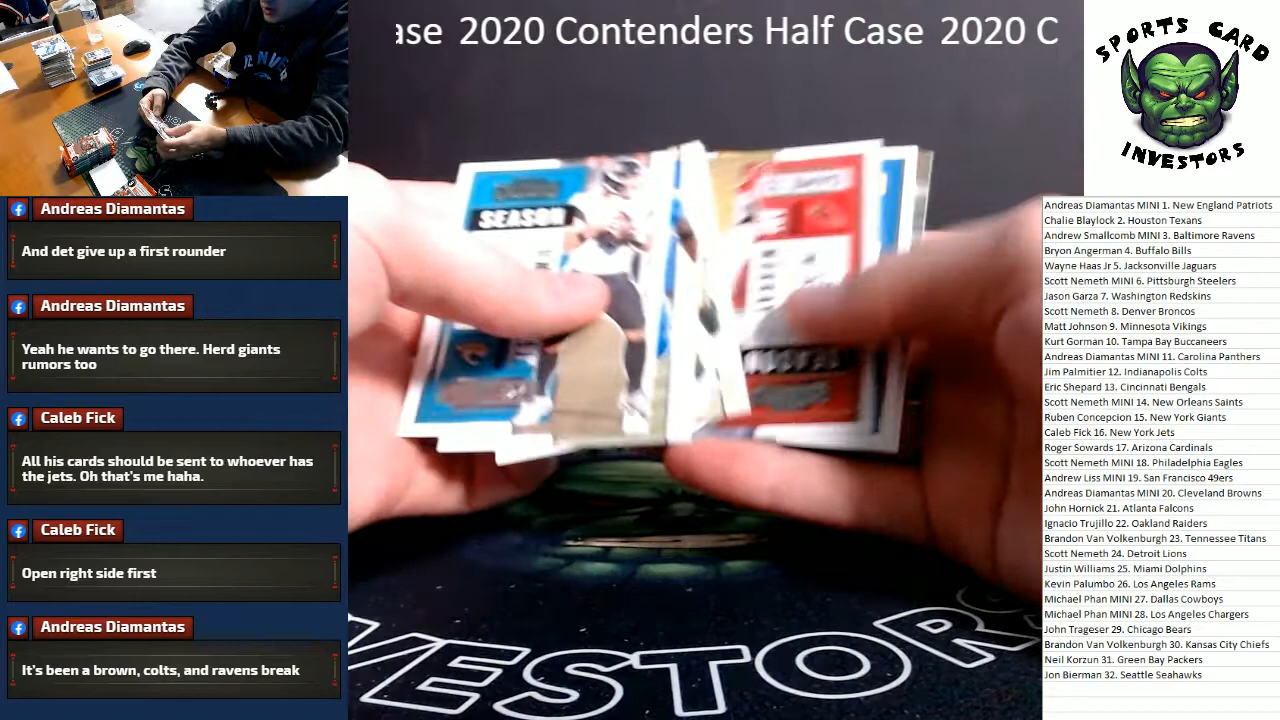 ase 2020 Contenders Half Case 2020 C
SPORTS CARD
INVESTORS
Andreas Diamantas
And det give up a first rounder
Andreas Diamantas
Yeah he wants to go there. Herd giants
rumors too
Caleb Fick
All his cards should be sent to whoever has
the jets. Oh that's me haha.
Caleb Fick
Open right side first
Andreas Diamantas
It's been a brown, colts, and ravens break
SEASON
VESTORS
Andreas Diamantas MINI 1. New England Patriots
Chalie Blaylock 2. Houston Texans
Andrew Smallcomb MINI 3. Baltimore Ravens
Bryon Angerman 4. Buffalo Bills
Wayne Haas Jr 5. Jacksonville Jaguars
Scott Nemeth MINI 6. Pittsburgh Steelers
Jason Garza 7. Washington Redskins
Scott Nemeth 8. Denver Broncos
Matt Johnson 9. Minnesota Vikings
Kurt Gorman 10. Tampa Bay Buccaneers
Andreas Diamantas MINI 11. Carolina Panthers
Jim Palmitier 12. Indianapolis Colts
Eric Shepard 13. Cincinnati Bengals
Scott Nemeth MINI 14. New Orleans Saints
Ruben Concepcion 15. New York Giants
Caleb Fick 16. New York Jets
Roger Sowards 17. Arizona Cardinals
Scott Nemeth MINI 18. Philadelphia Eagles
Andrew Liss MINI 19. San Francisco 49ers
Andreas Diamantas MINI 20. Cleveland Browns
John Hornick 21. Atlanta Falcons
Ignacio Trujillo 22. Oakland Raiders
Brandon Van Volkenburgh 23. Tennessee Titans
Scott Nemeth 24. Detroit Lions
Justin Williams 25. Miami Dolphins
Kevin Palumbo 26. Los Angeles Rams
Michael Phan MINI 27. Dallas Cowboys
Michael Phan MINI 28. Los Angeles Chargers
John Trageser 29. Chicago Bears
Brandon Van Volkenburgh 30. Kansas City Chiefs
Neil Korzun 31. Green Bay Packers
Jon Bierman 32. Seattle Seahawks